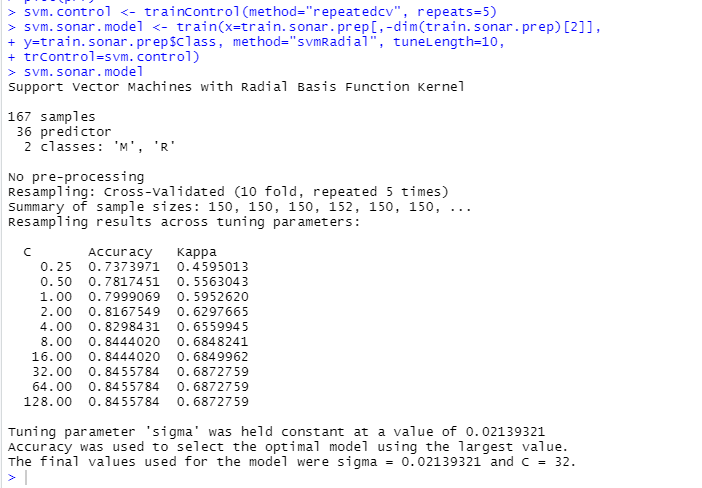 > svm.control <- trainControl(method="repeatedcv", repeats=5)
> svm.sonar.model <- train(x=train.sonar.prep[,-dim(train.sonar.prep)[2]],
+ y=train.sonar.prep$Class, method="svmRadial", tuneLength=10,
+ trControl=svm.control)
> svm.sonar.model
Support Vector Machines with Radial Basis Function Kernel
167 samples
36 predictor
2 classes: 'M', 'R'
No pre-processing
Resampling: Cross-Validated (10 fold, repeated 5 times)
Summary of sample sizes: 150, 150, 150, 152, 150, 150, ...
Resampling results across tuning parameters:
C Accuracy Kappa
0.25 0.7373971 0.4595013
0.50 0.7817451 0.5563043
1.00 0.7999069 0.5952620
2.00 0.8167549 0.6297665
4.00 0.8298431 0.6559945
8.00 0.8444020 0.6848241
16.00 0.8444020 0.6849962
32.00 0.8455784 0.6872759
64.00 0.8455784 0.6872759
128.00 0.8455784 0.6872759
Tuning parameter 'sigma' was held constant at a value of 0.02139321
Accuracy was used to select the optimal model using the largest value.
The final values used for the model were sigma = 0.02139321 and C = 32.
>